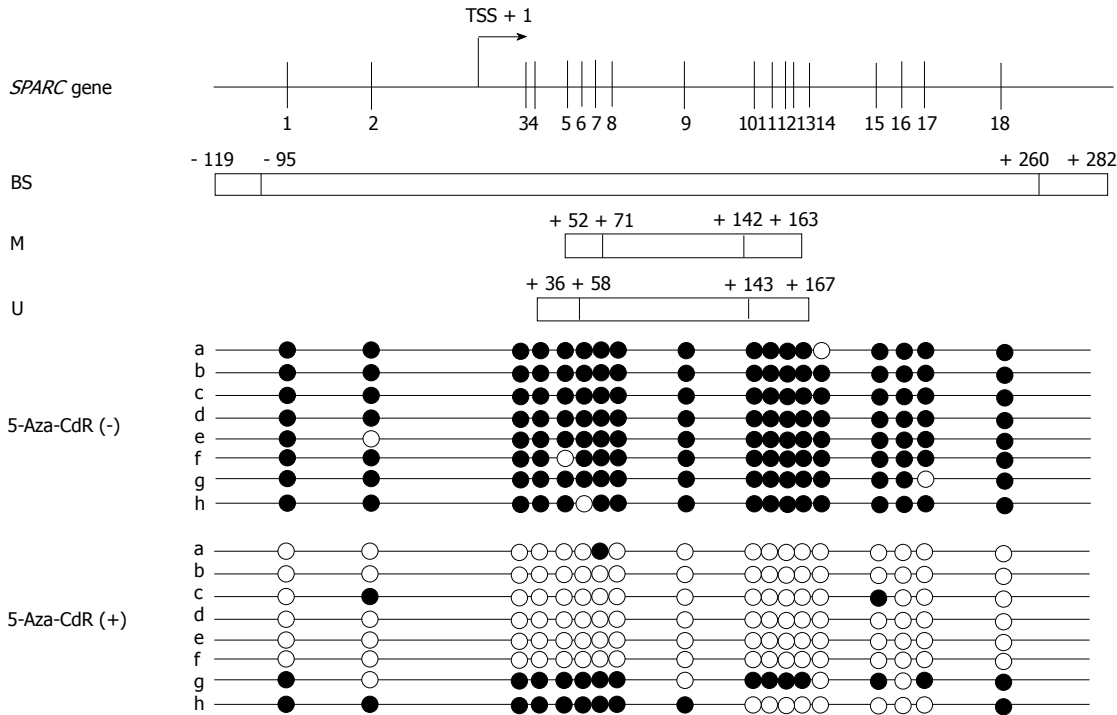 TSS + 1
SPARC gene
1 2 34 5 6 7 8 9 1011121314 15 16 17 18
- 119 - 95 + 260 + 282
BS
+ 52 + 71 + 142 + 163
M
+ 36 + 58 + 143 + 167
U
a
b
c
d
5-Aza-CdR (-)
e
f
g
h
a
b
c
d
5-Aza-CdR (+)
e
f
g
h